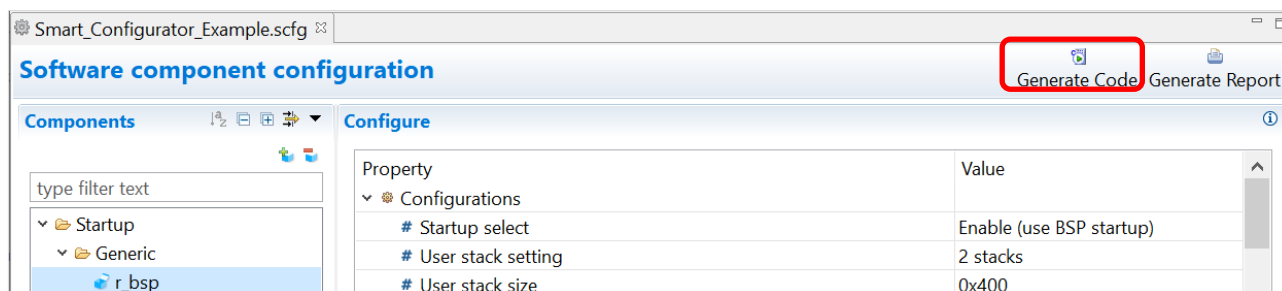 Smart_Configurator_Example.scfg
Software component configuration
Generate Code Generate Report
Components
Configure
type filter text
Property Value
Configurations
Startup
# Startup select Enable (use BSP startup)
Generic
# User stack setting 2 stacks
r_bsp
# User stack size 0x400